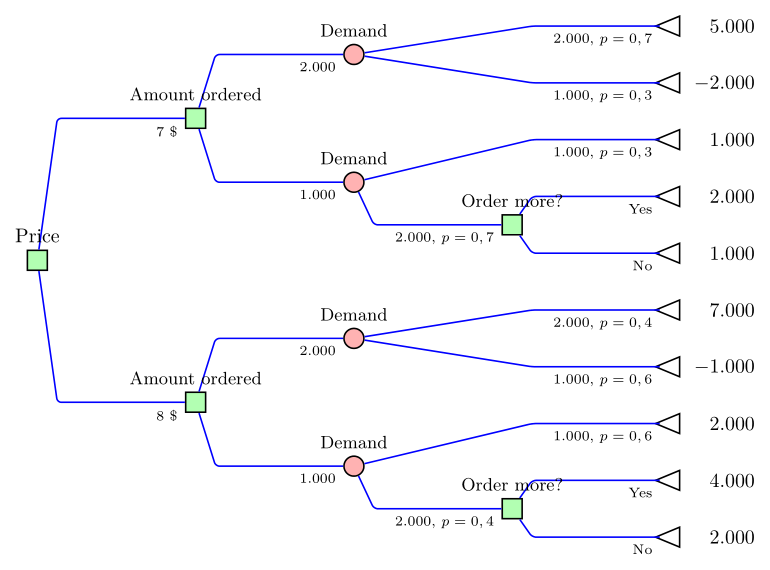 Demand
5.000
2.000, p = 0, 7
2.000
Amount ordered
−2.000
1.000, p = 0, 3
7 $
Demand
1.000
1.000, p = 0, 3
1.000
Order more?
2.000
Yes
2.000, p = 0, 7
Price
1.000
No
Demand
7.000
2.000, p = 0, 4
2.000
Amount ordered
−1.000
1.000, p = 0, 6
8 $
Demand
2.000
1.000, p = 0, 6
1.000
Order more?
4.000
Yes
2.000, p = 0, 4
2.000
No